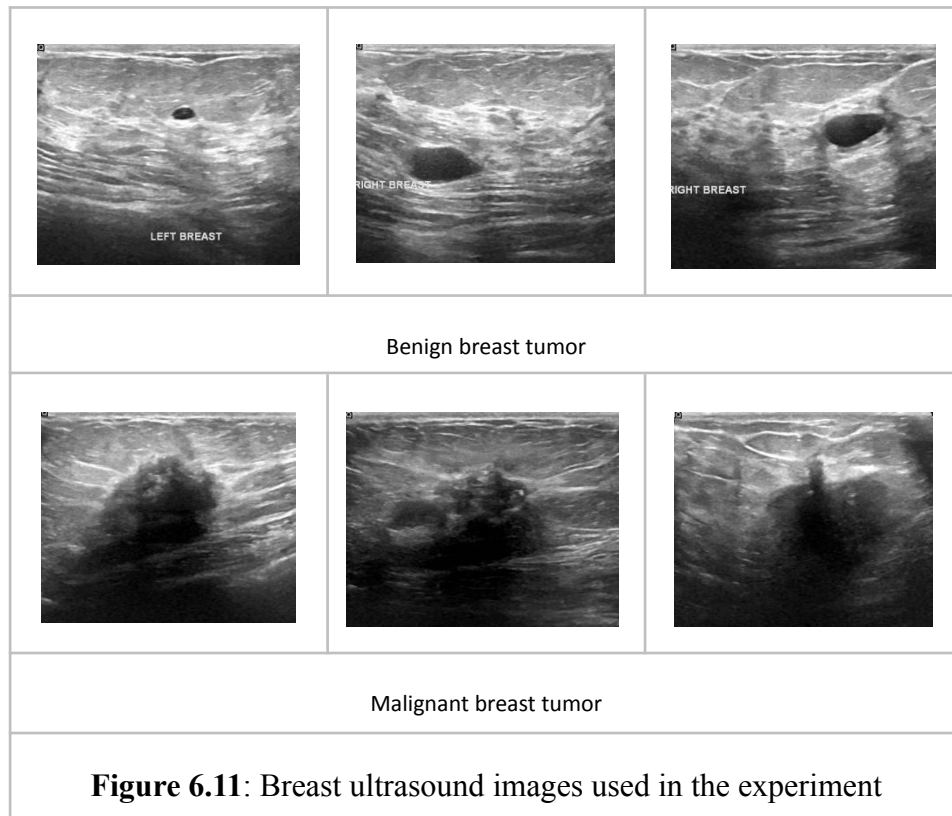 LEFT BREAST
RIGHT BREAST
RIGHT BREAST
Benign breast tumor
Malignant breast tumor
Figure 6.11: Breast ultrasound images used in the experiment